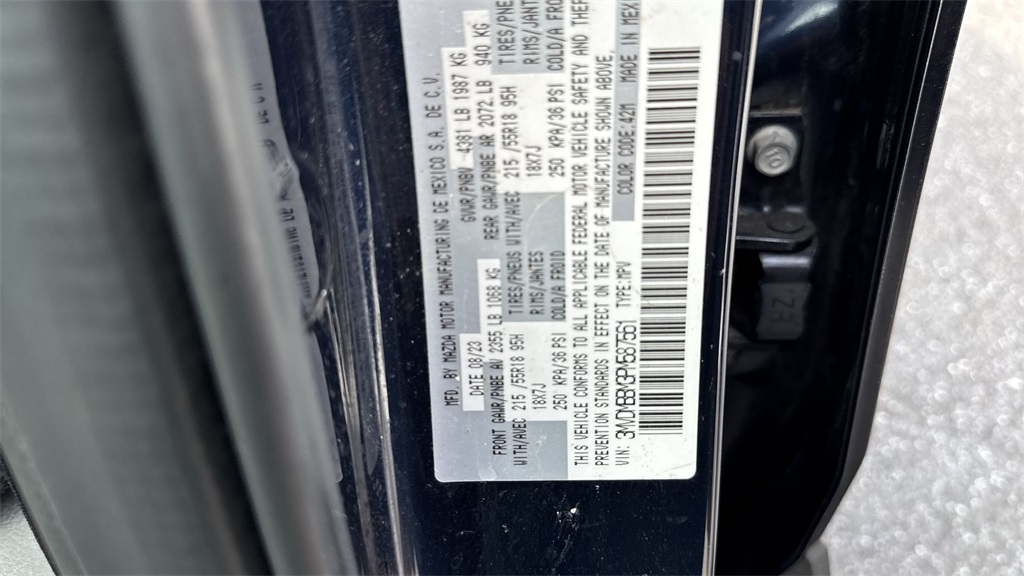 MFD. BY MAZDA MOTOR MANUFACTURING DE MEXICO S.A. DE C.V.
DATE 08/23 GVWR/PNBV 4381 LB 1987 KG
FRONT GAWR/PNBE AV 2255 LB 1068 KG REAR GAWR/PNBE AR 2072 LB 940 KG
WITH/AVEC 215/55R18 95H TIRES/PNEUS WITH/AVEC 215/55R18 95H TIRES/PNE
18X7J RIMS/JANTES 18X7J RIMS/JANT
250 KPA/36 PSI COLD/A FROID 250 KPA/36 PSI COLD/A FRO
THIS VEHICLE CONFORMS TO ALL APPLICABLE FEDERAL MOTOR VEHICLE SAFETY AND THEF
PREVENTION STANDARDS IN EFFECT ON THE DATE OF MANUFACTURE SHOWN ABOVE.
VIN: TYPE:MPV COLOR CODE:42M MADE IN MEX